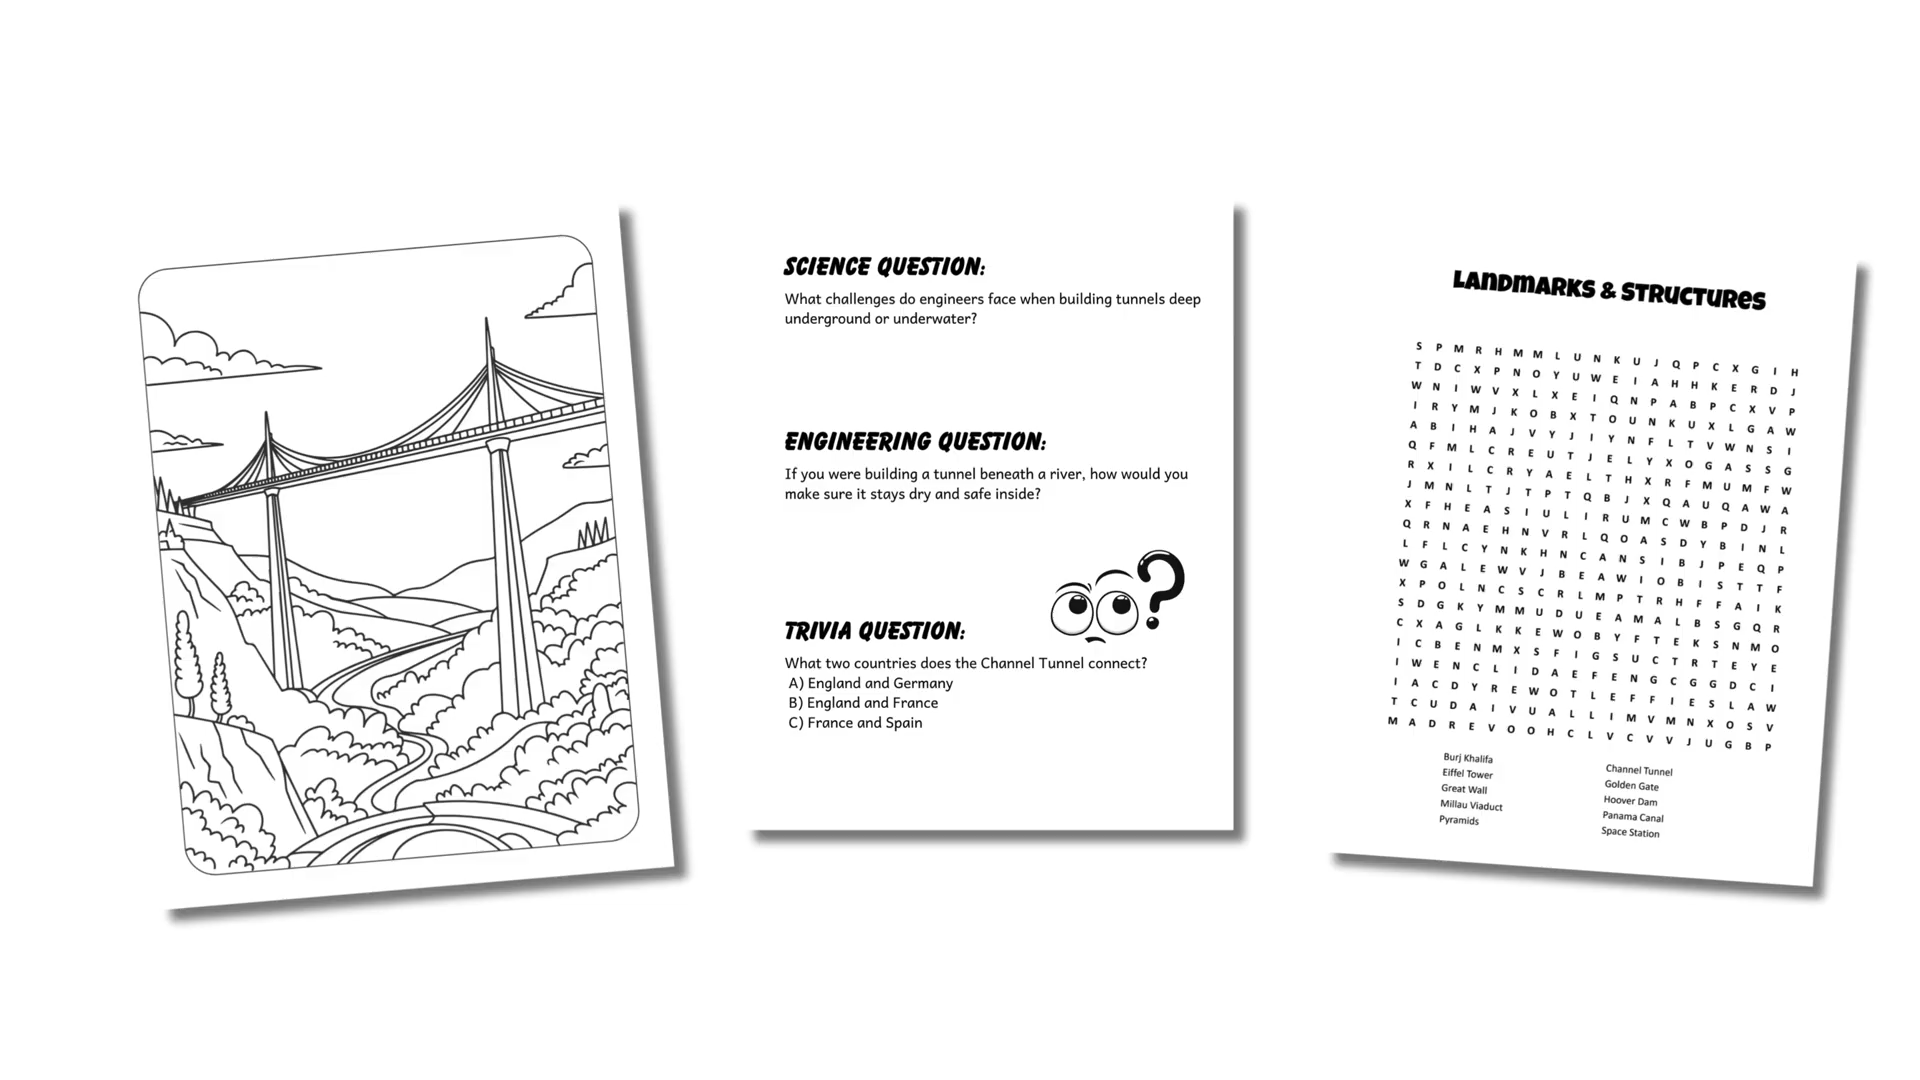 SCIENCE QUESTION:
What challenges do engineers face when building tunnels deep
underground or underwater?
ENGINEERING QUESTION:
If you were building a tunnel beneath a river, how would you
make sure it stays dry and safe inside?
TRIVIA QUESTION:
What two countries does the Channel Tunnel connect?
A) England and Germany
B) England and France
C) France and Spain
?
Landmarks & Structures
S P M R H M M L U N K U J Q P C X G I H
T D C X P N O Y U W E I A H H K E R D J
W N I W V X L X E I Q N P A B P C X V P
I R Y M J K O B X T O U N K U X L G A W
A B I H A J V Y J I Y N F L T V W N S I
Q F M L C R E U T J E L Y X O G A S S G
R X I L C R Y A E L T H X R F M U M F W
J M N L T J T P T Q B J X Q A U Q A W A
X F H E A S I U L I R U M C W B P D J R
Q R N A E H N V R L Q O A S D Y B I N L
L F L C Y N K H N C A N S I B J P E Q P
W G A L E W V J B E A W I O B I S T T F
X P O L N C S C R L M P T R H F F A I K
S D G K Y M M U D U E A M A L B S G Q R
C X A G L K K E W O B Y F T E K S N M O
I C B E N M X S F I G S U C T R T E Y E
I W E N C L I D A E F E N G C G G D C I
I A C D Y R E W O T L E F F I E S L A W
T C U D A I V U A L L I M V M N X O S V
M A D R E V O O H C L V C V V J U G B P
Burj Khalifa
Eiffel Tower
Great Wall
Millau Viaduct
Pyramids
Channel Tunnel
Golden Gate
Hoover Dam
Panama Canal
Space Station